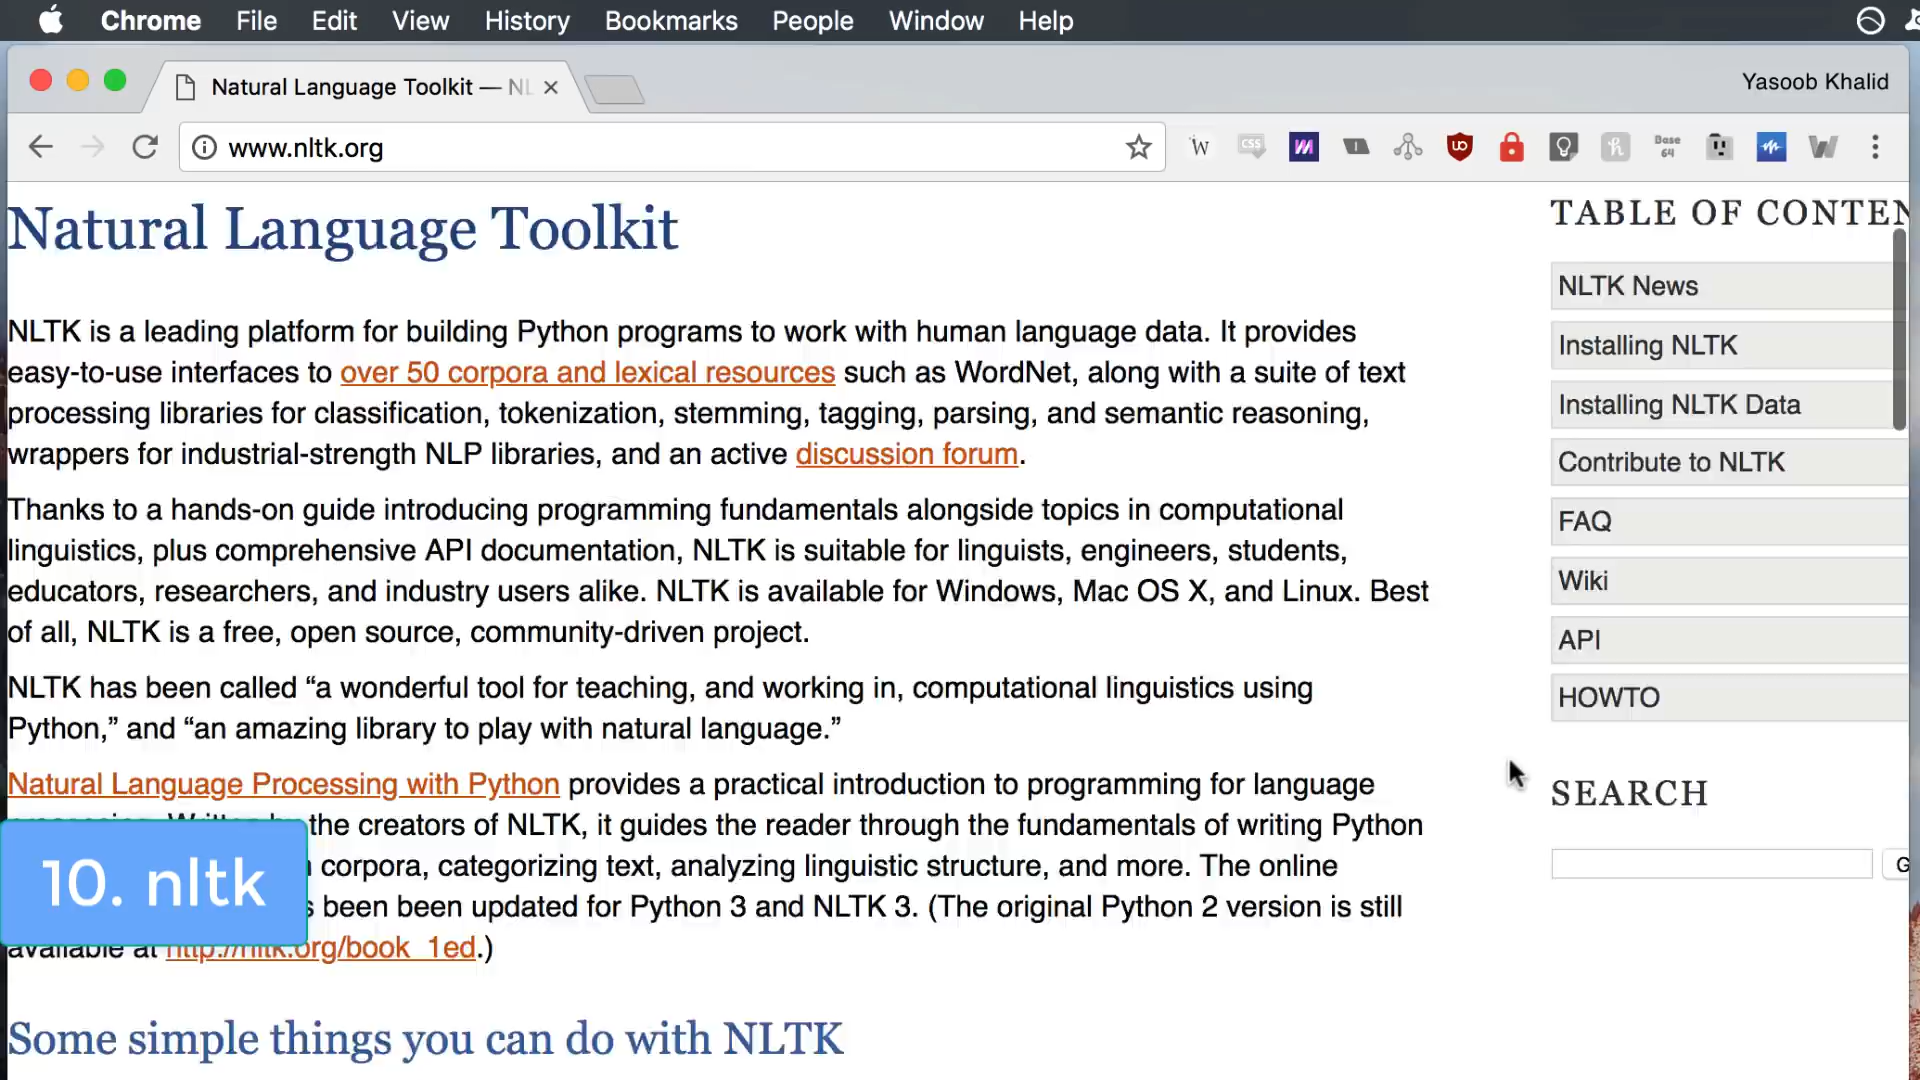 Chrome File Edit View History Bookmarks People Window Help
Natural Language Toolkit — NL
Yasoob Khalid
www.nltk.org
Natural Language Toolkit
NLTK is a leading platform for building Python programs to work with human language data. It provides
easy-to-use interfaces to over 50 corpora and lexical resources such as WordNet, along with a suite of text
processing libraries for classification, tokenization, stemming, tagging, parsing, and semantic reasoning,
wrappers for industrial-strength NLP libraries, and an active discussion forum.
Thanks to a hands-on guide introducing programming fundamentals alongside topics in computational
linguistics, plus comprehensive API documentation, NLTK is suitable for linguists, engineers, students,
educators, researchers, and industry users alike. NLTK is available for Windows, Mac OS X, and Linux. Best
of all, NLTK is a free, open source, community-driven project.
NLTK has been called “a wonderful tool for teaching, and working in, computational linguistics using
Python,” and “an amazing library to play with natural language.”
Natural Language Processing with Python provides a practical introduction to programming for language
the creators of NLTK, it guides the reader through the fundamentals of writing Python
corpora, categorizing text, analyzing linguistic structure, and more. The online
been been updated for Python 3 and NLTK 3. (The original Python 2 version is still
available at http://nltk.org/book_1ed.)
Some simple things you can do with NLTK
10. nltk
TABLE OF CONTEN
NLTK News
Installing NLTK
Installing NLTK Data
Contribute to NLTK
FAQ
Wiki
API
HOWTO
SEARCH
G